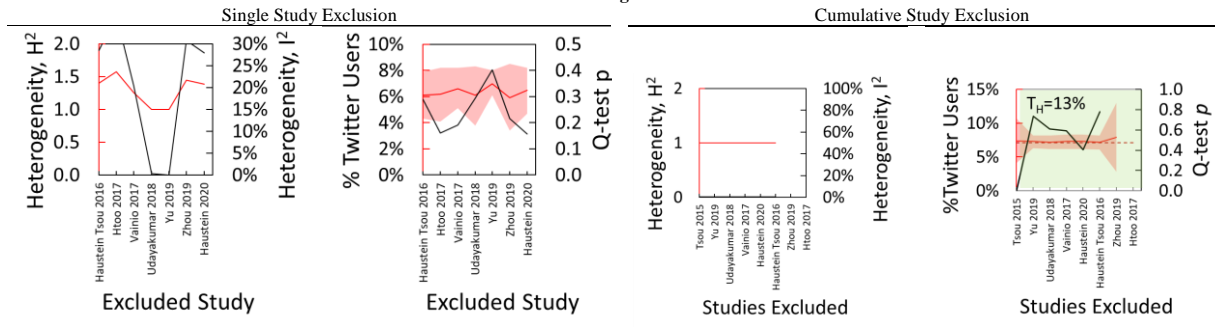 Single Study Exclusion
Cumulative Study Exclusion
Heterogeneity, H²
2.0
1.5
1.0
0.5
0.0
30%
25%
20%
15%
10%
5%
0%
Heterogeneity, I²
Haustein Tsou 2016
Htoo 2017
Vainio 2017
Udayakumar 2018
Yu 2019
Zhou 2019
Haustein 2020
Excluded Study
% Twitter Users
10%
8%
6%
4%
2%
0%
0.5
0.4
0.3
0.2
0.1
0.0
Q-test p
Haustein Tsou 2016
Htoo 2017
Vainio 2017
Udayakumar 2018
Yu 2019
Zhou 2019
Haustein 2020
Excluded Study
Heterogeneity, H²
2
1
0
100%
80%
60%
40%
20%
0%
Heterogeneity, I²
Tsou 2015
Yu 2019
Udayakumar 2018
Vainio 2017
Haustein 2020
Haustein Tsou 2016
Zhou 2019
Htoo 2017
Studies Excluded
%Twitter Users
15%
10%
5%
0%
T_H=13%
1.0
0.8
0.6
0.4
0.2
0.0
Q-test p
Tsou 2015
Yu 2019
Udayakumar 2018
Vainio 2017
Haustein 2020
Haustein Tsou 2016
Zhou 2019
Htoo 2017
Studies Excluded